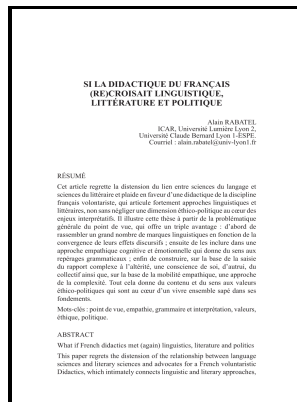 SI LA DIDACTIQUE DU FRANÇAIS
(RE)CROISAIT LINGUISTIQUE,
LITTÉRATURE ET POLITIQUE
Alain RABATEL
ICAR, Université Lumière Lyon 2,
Université Claude Bernard Lyon 1-ESPE.
Courriel : alain.rabatel@univ-lyon1.fr
RÉSUMÉ
Cet article regrette la distension du lien entre sciences du langage et
sciences du littéraire et plaide en faveur d'une didactique de la discipline
français volontariste, qui articule fortement approches linguistiques et
littéraires, non sans négliger une dimension éthico-politique au cœur des
enjeux interprétatifs. Il illustre cette thèse à partir de la problématique
générale du point de vue, qui offre un triple avantage : d'abord de
rassembler un grand nombre de marques linguistiques en fonction de la
convergence de leurs effets discursifs ; ensuite de les inclure dans une
approche empathique cognitive et émotionnelle qui donne du sens aux
repérages grammaticaux ; enfin de construire, sur la base de la saisie
du rapport complexe à l'altérité, une conscience de soi, d'autrui, du
collectif ainsi que, sur la base de la mobilité empathique, une approche
de la complexité. Tout cela donne du contenu et du sens aux valeurs
éthico-politiques qui sont au cœur d'un vivre ensemble sapé dans ses
fondements.
Mots-clés : point de vue, empathie, grammaire et interprétation, valeurs,
éthique, politique.
ABSTRACT
What if French didactics met (again) linguistics, literature and politics
This paper regrets the distension of the relationship between language
sciences and literary sciences and advocates for a French voluntaristic
Didactics, which intimately connects linguistic and literary approaches,